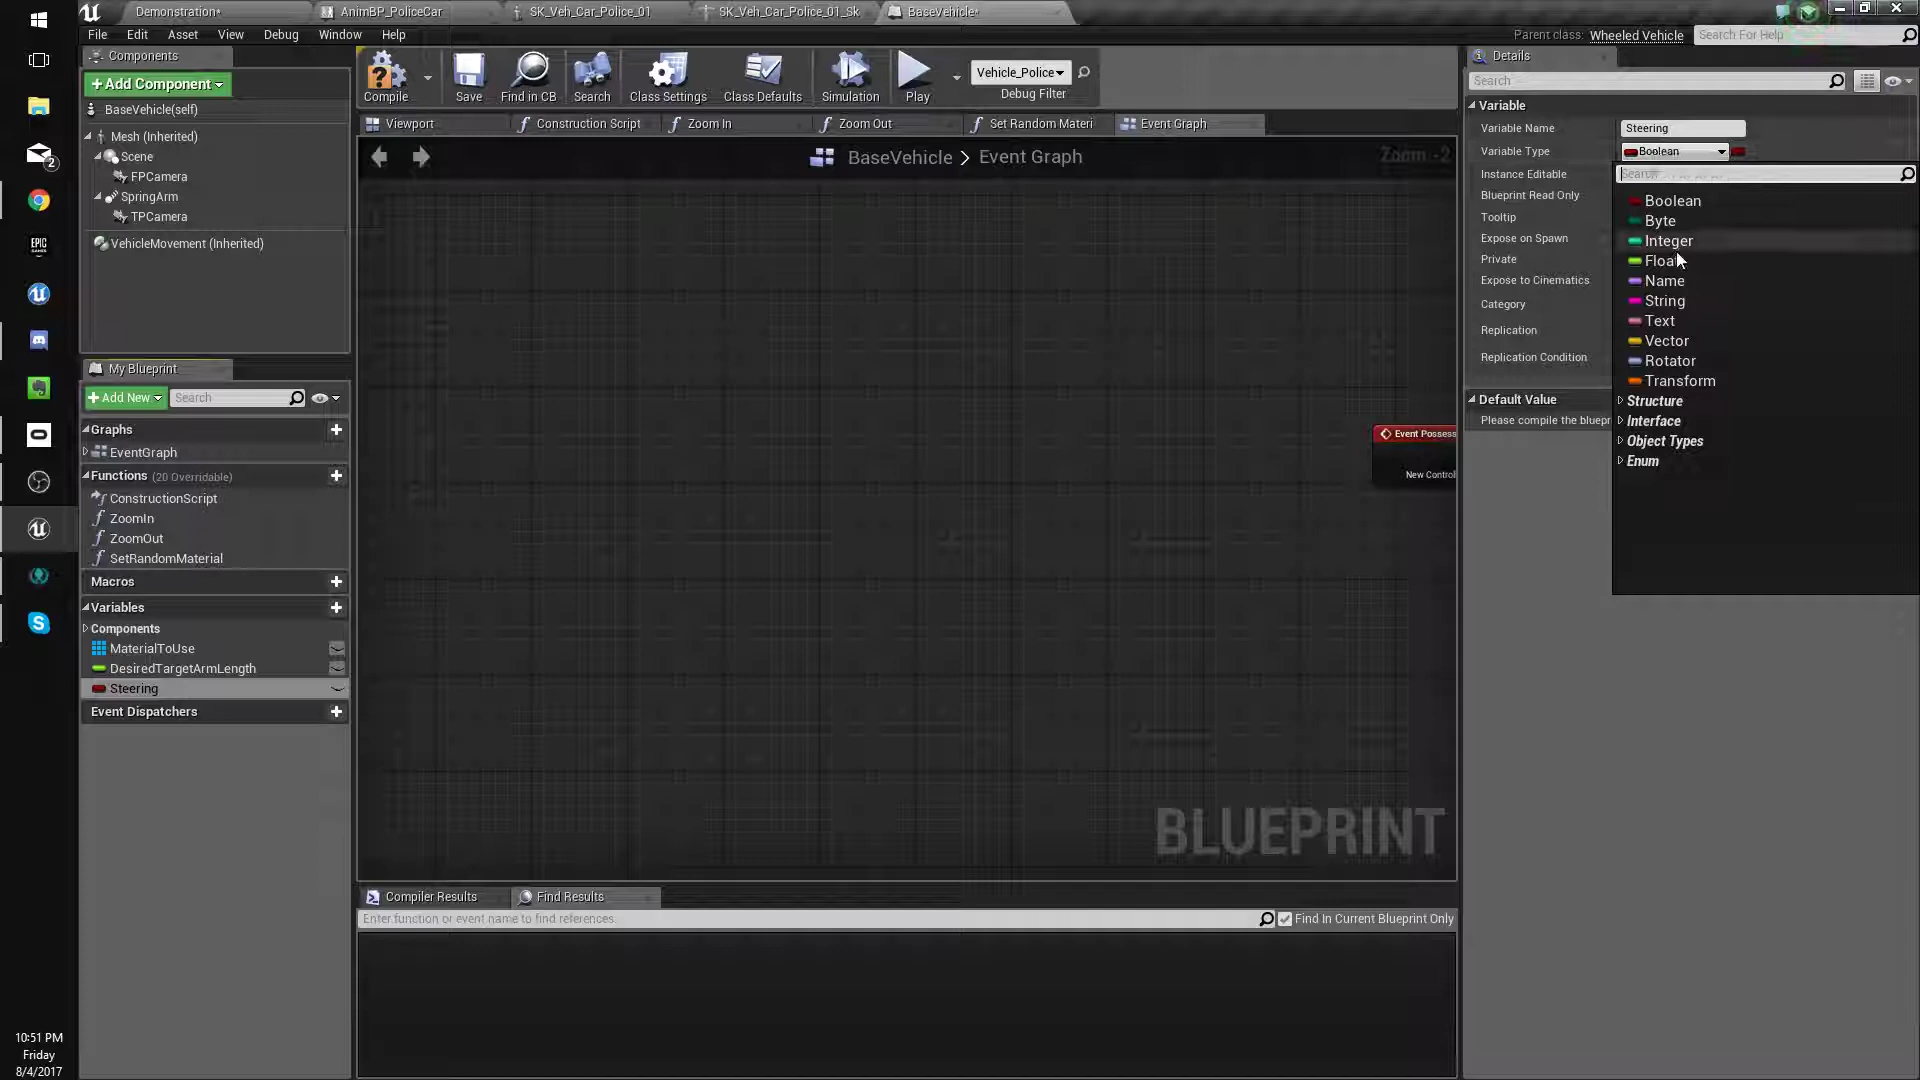 Demonstration*
AnimBP_PoliceCar
SK_Veh_Car_Police_01
SK_Veh_Car_Police_01_Sk
BaseVehicle*
File Edit Asset View Debug Window Help
Parent class: Wheeled Vehicle
Search For Help
Components
+Add Component
BaseVehicle(self)
Mesh (Inherited)
Scene
FPCamera
SpringArm
TPCamera
VehicleMovement (Inherited)
Compile
Save
Find in CB
Search
Class Settings
Class Defaults
Simulation
Play
Vehicle_Police
Debug Filter
Viewport
Construction Script
Zoom In
Zoom Out
Set Random Materi
Event Graph
BaseVehicle > Event Graph
Zoom -2
Event Possess
New Control
BLUEPRINT
My Blueprint
+Add New
Search
Graphs
EventGraph
Functions (20 Overridable)
ConstructionScript
ZoomIn
ZoomOut
SetRandomMaterial
Macros
Variables
Components
MaterialToUse
DesiredTargetArmLength
Steering
Event Dispatchers
Compiler Results
Find Results
Enter function or event name to find references.
Find In Current Blueprint Only
Details
Search
Variable
Variable Name
Steering
Variable Type
Boolean
Instance Editable
Blueprint Read Only
Tooltip
Expose on Spawn
Private
Expose to Cinematics
Category
Replication
Replication Condition
Default Value
Please compile the bluepr
Search
Boolean
Byte
Integer
Float
Name
String
Text
Vector
Rotator
Transform
Structure
Interface
Object Types
Enum
2
EPIC
GAMES
10:51 PM
Friday
8/4/2017